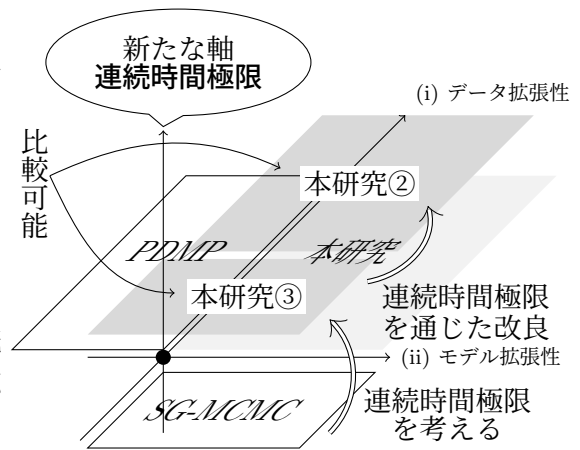 新たな軸
連続時間極限
(i) データ拡張性
比較可能
本研究②
PDMP
本研究
本研究③
連続時間極限
を通じた改良
(ii) モデル拡張性
SG-MCMC
連続時間極限
を考える